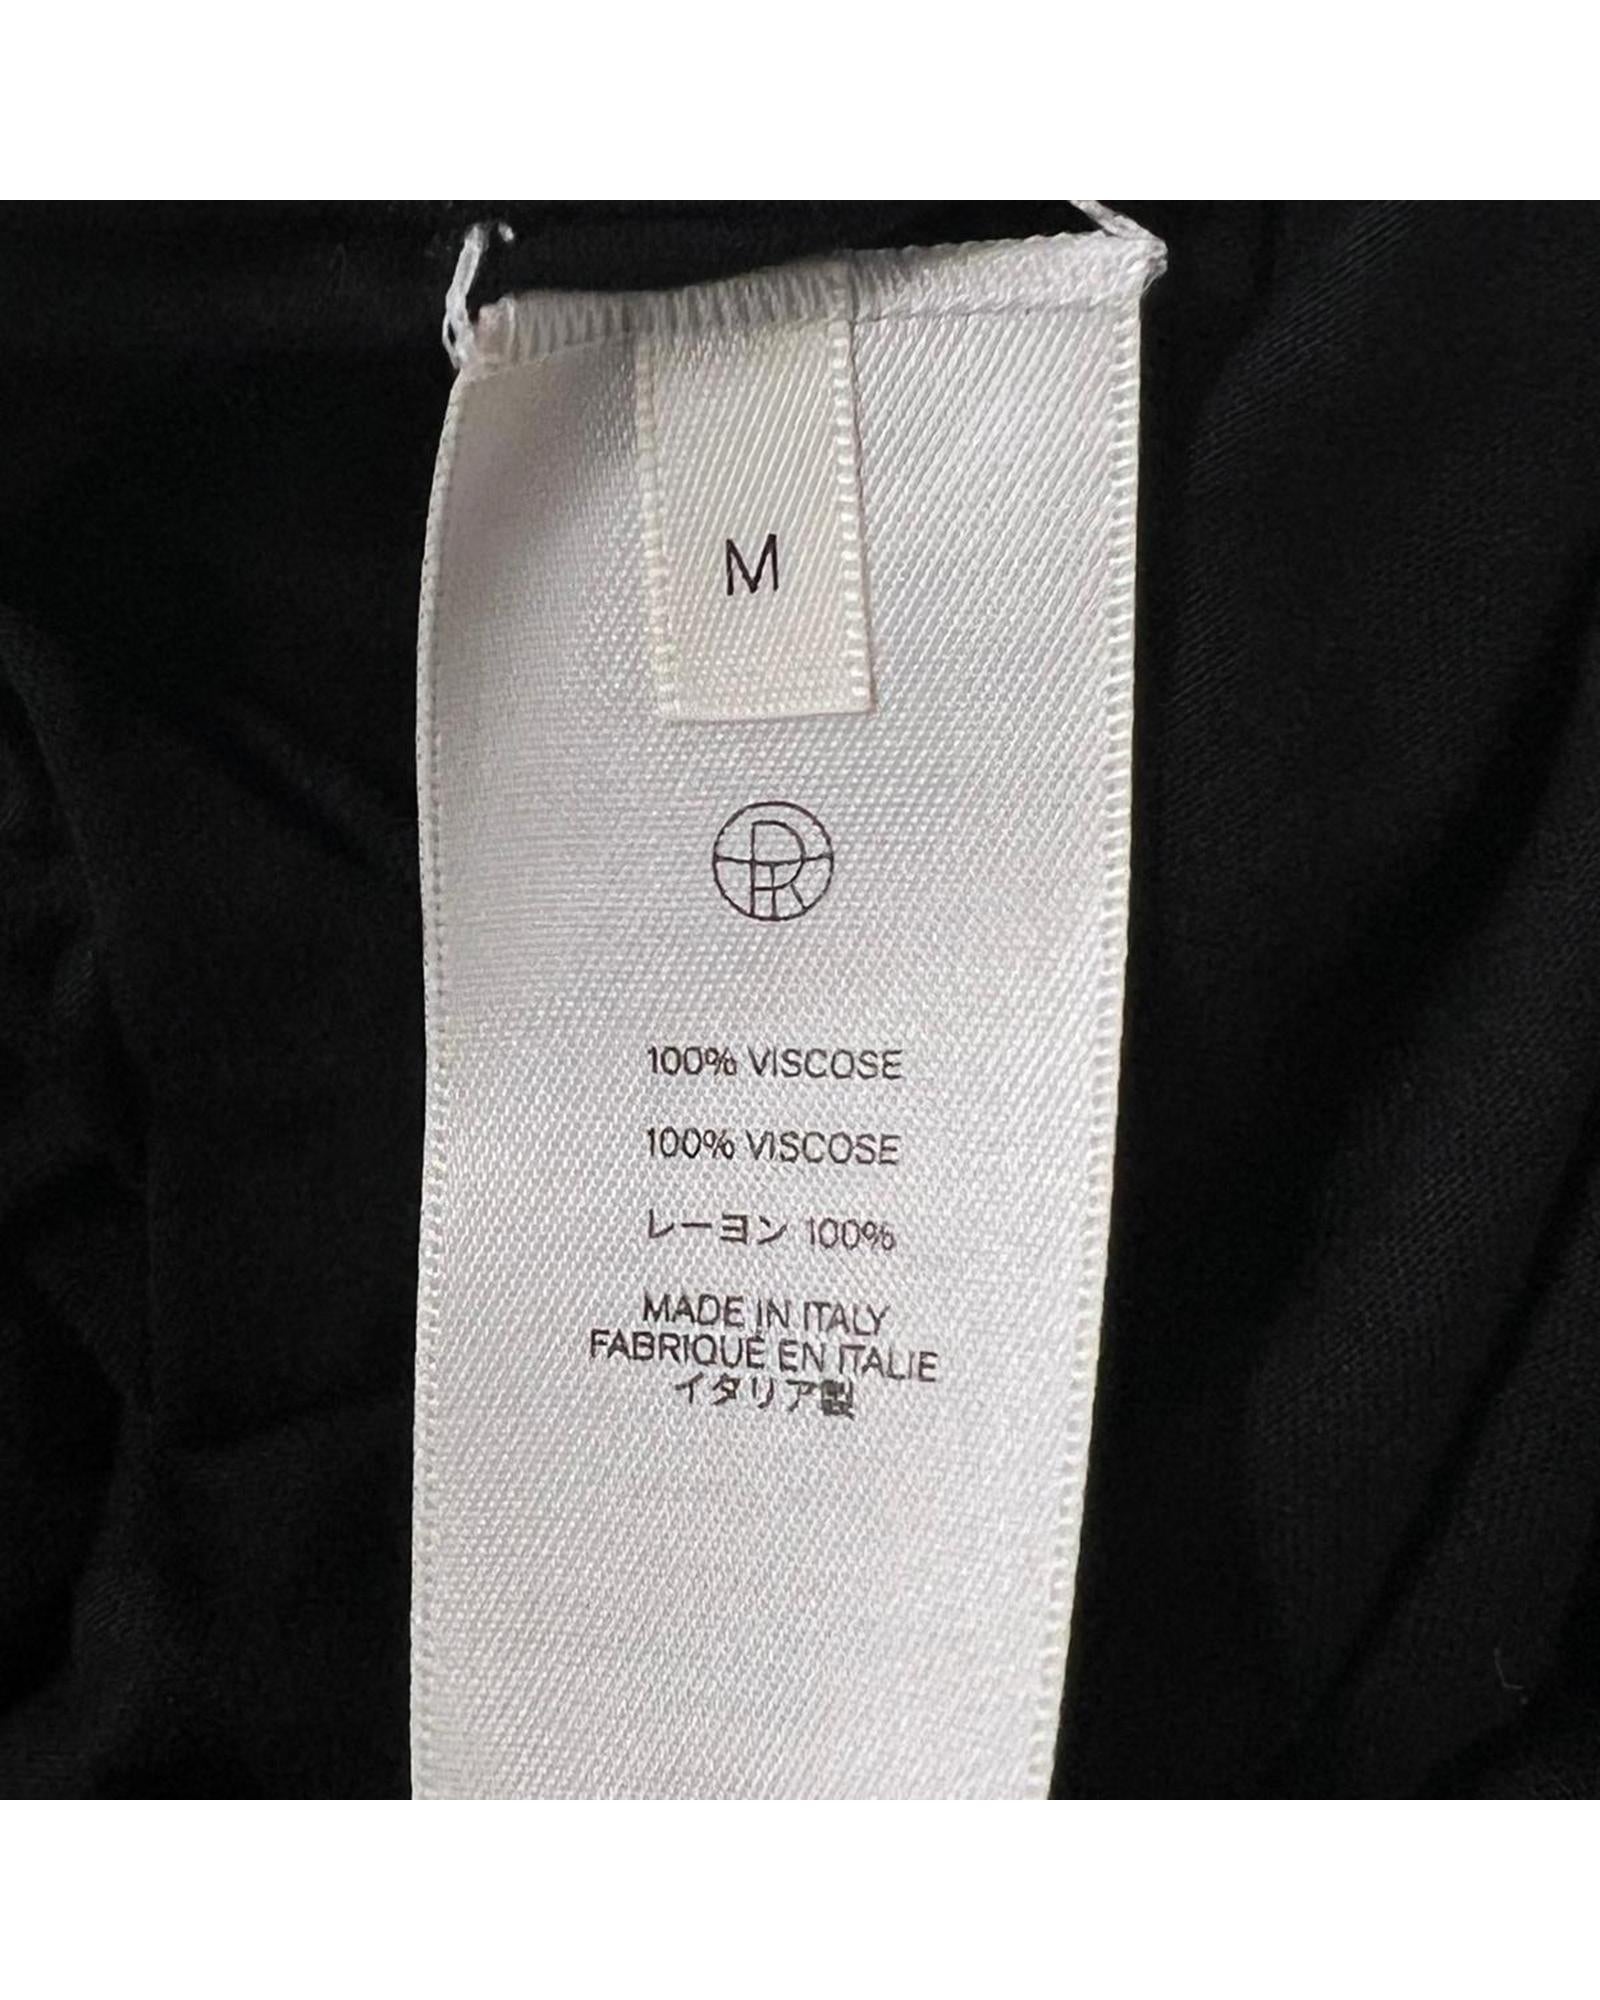 M
100% VISCOSE
100% VISCOSE
レーヨン 100%
MADE IN ITALY
FABRIQUÉ EN ITALIE
イタリア製